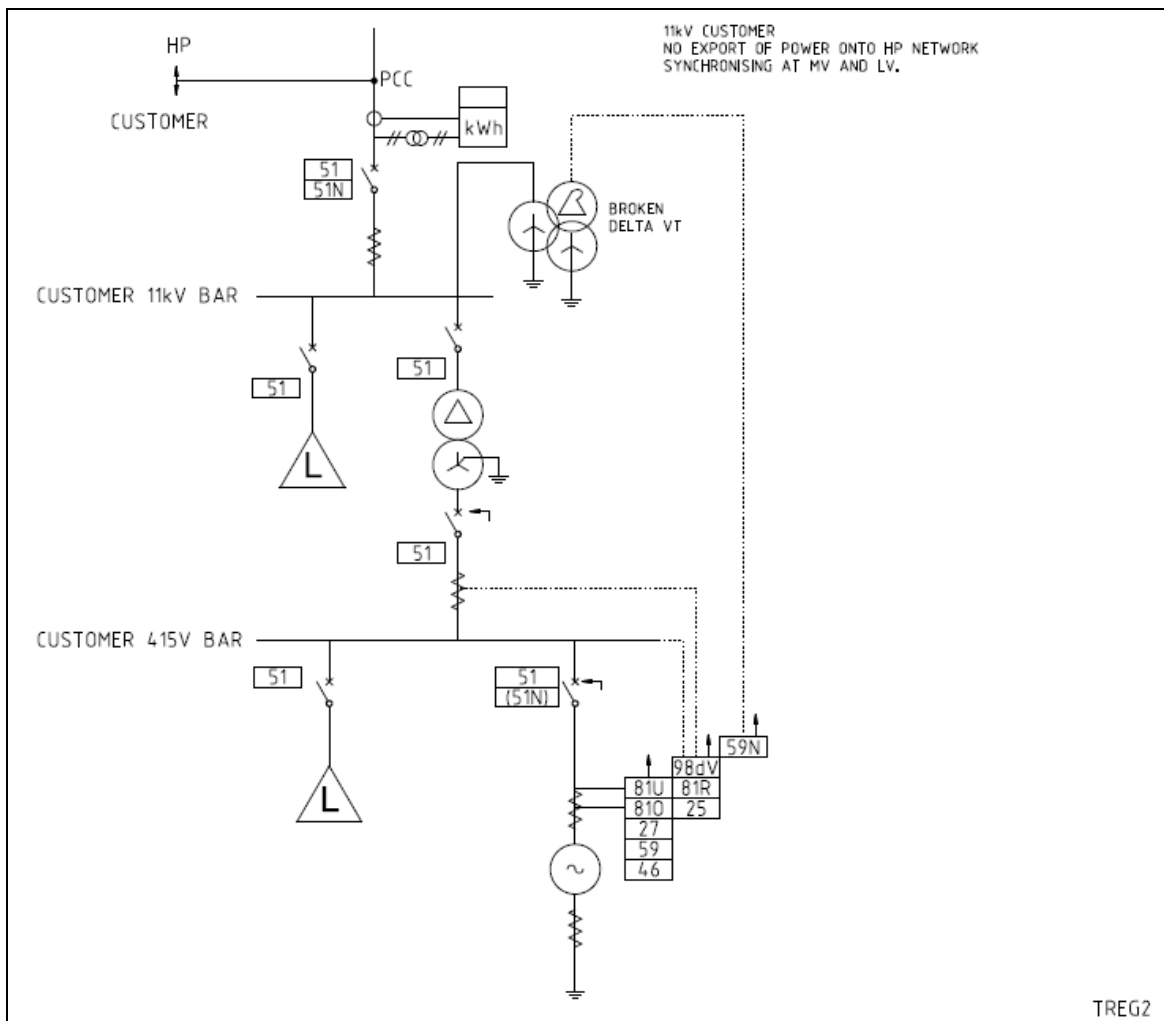 11kV CUSTOMER
NO EXPORT OF POWER ONTO HP NETWORK
SYNCHRONISING AT MV AND LV.
HP
PCC
CUSTOMER
kWh
51
51N
BROKEN
DELTA VT
CUSTOMER 11kV BAR
51
51
L
51
CUSTOMER 415V BAR
51
51
(51N)
59N
98dV
81U 81R
81O 25
27
59
46
L
TREG2